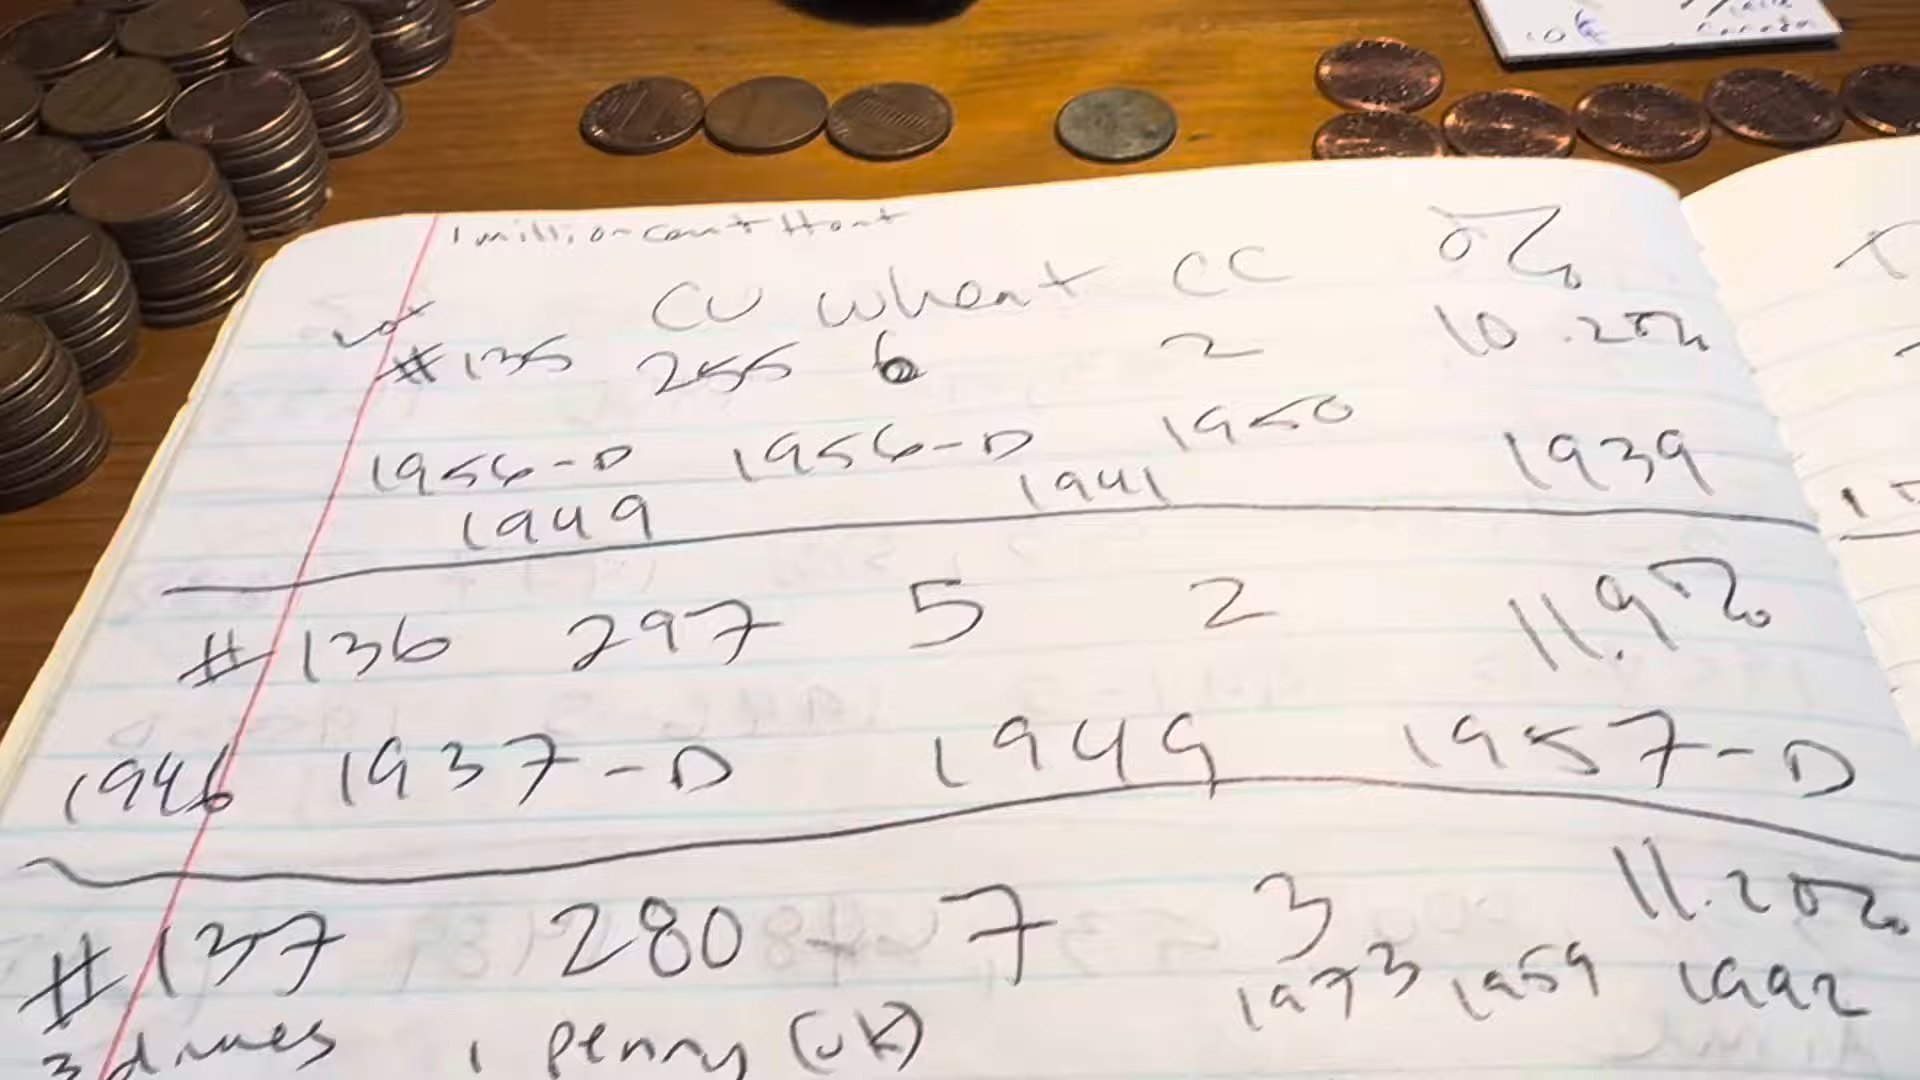 1 million cent Hunt
CU wheat CC %
#135 255 6 2 10.2%
1956-D 1956-D 1950 1939
1949 1941
#136 297 5 2 11.9%
1946 1937-D 1949 1957-D
#137 280 7 3 11.2%
1973 1959 1992
3 dimes 1 penny (UK)